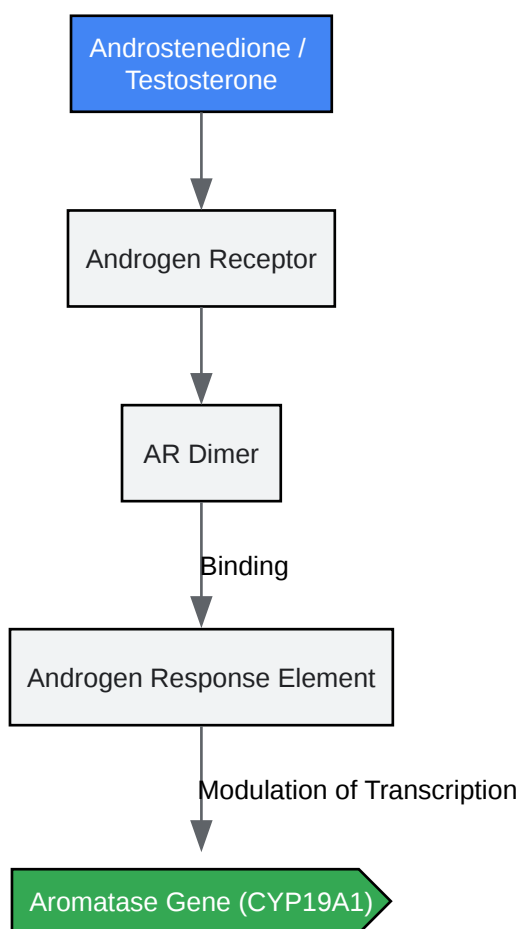 Androstenedione /
Testosterone
Androgen Receptor
AR Dimer
Binding
Androgen Response Element
Modulation of Transcription
Aromatase Gene (CYP19A1)